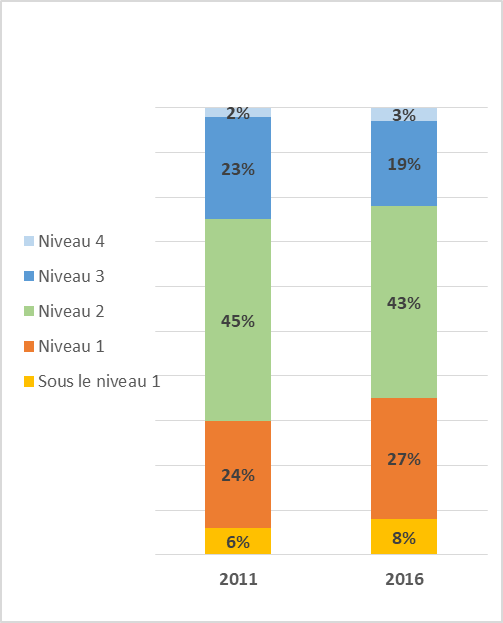 2%
3%
23%
19%
Niveau 4
Niveau 3
Niveau 2
Niveau 1
Sous le niveau 1
45%
43%
24%
27%
6%
8%
2011
2016